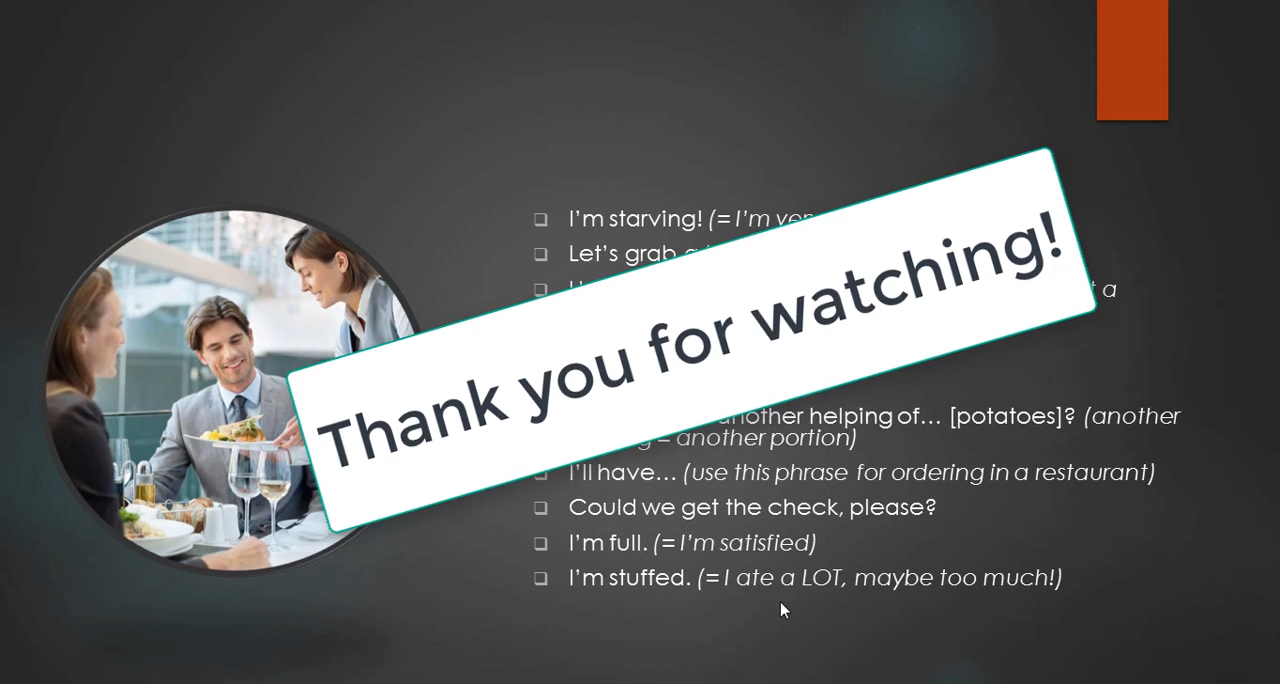 I'm starving! (= I'm very
Let's grab a
a
Thank you for watching!
another helping of... [potatoes]? (another
= another portion)
I'll have... (use this phrase for ordering in a restaurant)
Could we get the check, please?
I'm full. (= I'm satisfied)
I'm stuffed. (= I ate a LOT, maybe too much!)